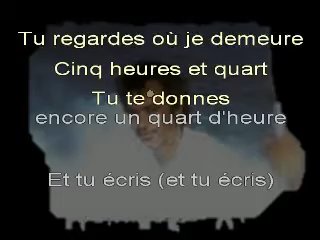 Tu regardes où je demeure
Cinq heures et quart
Tu te donnes
encore un quart d'heure
Et tu écris (et tu écris)